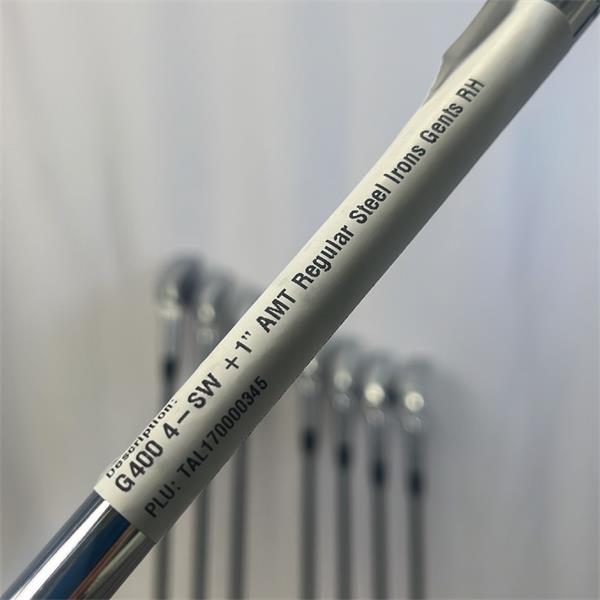 Description:
G400 4-SW +1" AMT Regular Steel Irons Gents RH
PLU: TAL170000345